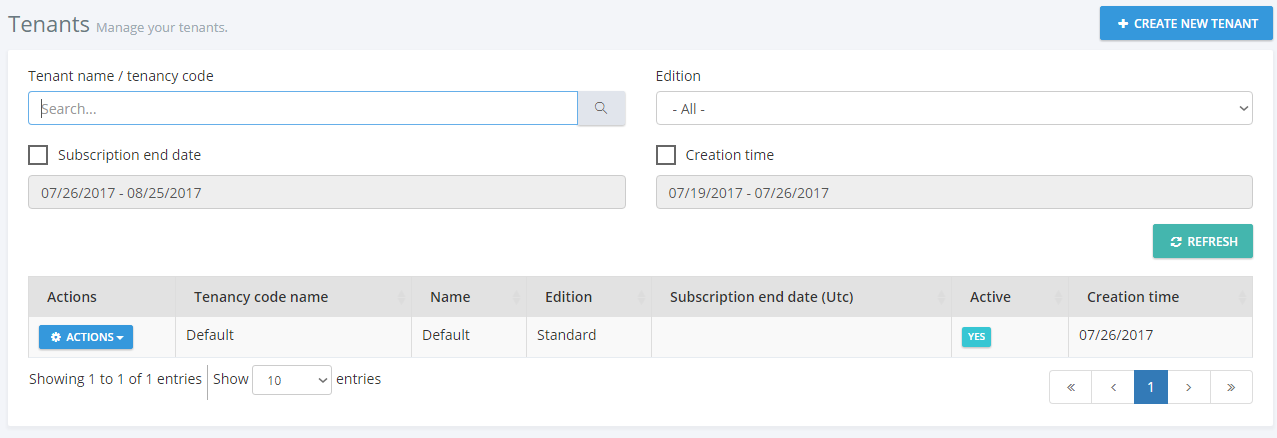 Tenants Manage your tenants.
CREATE NEW TENANT
Tenant name / tenancy code
Edition
Search...
- All -
Subscription end date
Creation time
07/26/2017 - 08/25/2017
07/19/2017 - 07/26/2017
REFRESH
Actions Tenancy code name Name Edition Subscription end date (Utc) Active Creation time
ACTIONS Default Default Standard YES 07/26/2017
Showing 1 to 1 of 1 entries Show 10 entries
« < 1 > »